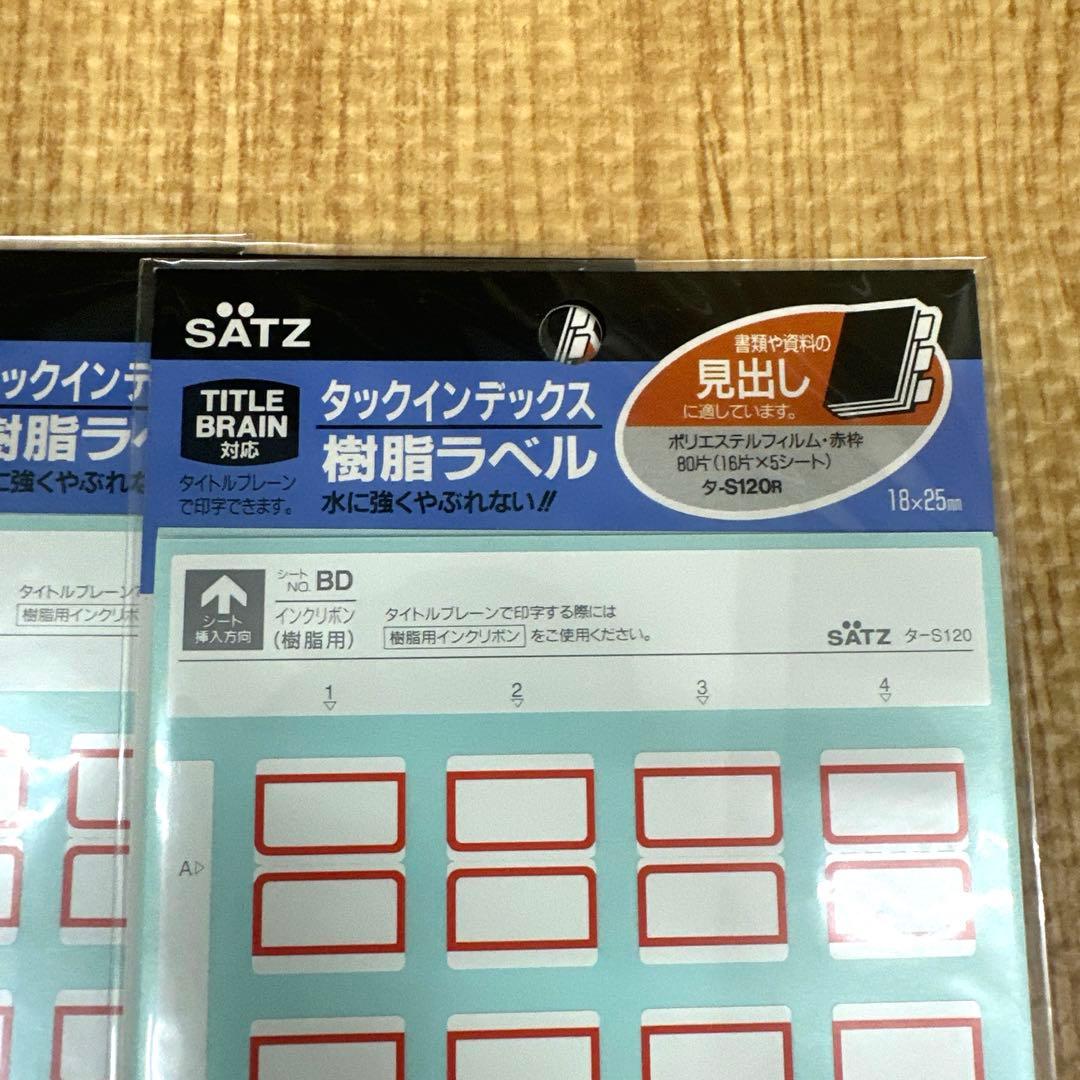 SÄTZ
TITLE
BRAIN
対応
タイトルブレーン
で印字できます。
タックインデックス
樹脂ラベル
水に強くやぶれない!!
書類や資料の
見出し
に適しています。
ポリエステルフィルム・赤枠
80片(16片×5シート)
タ-S120R
18×25mm
シート
挿入方向
シート
NO. BD
インクリボン
(樹脂用)
タイトルブレーンで印字する際には
樹脂用インクリボン をご使用ください。
SÄTZ ターS120
1 2 3 4
A
ックインデ
樹脂ラ
に強くやぶれな
タイトルブレーン
樹脂用インクリボ